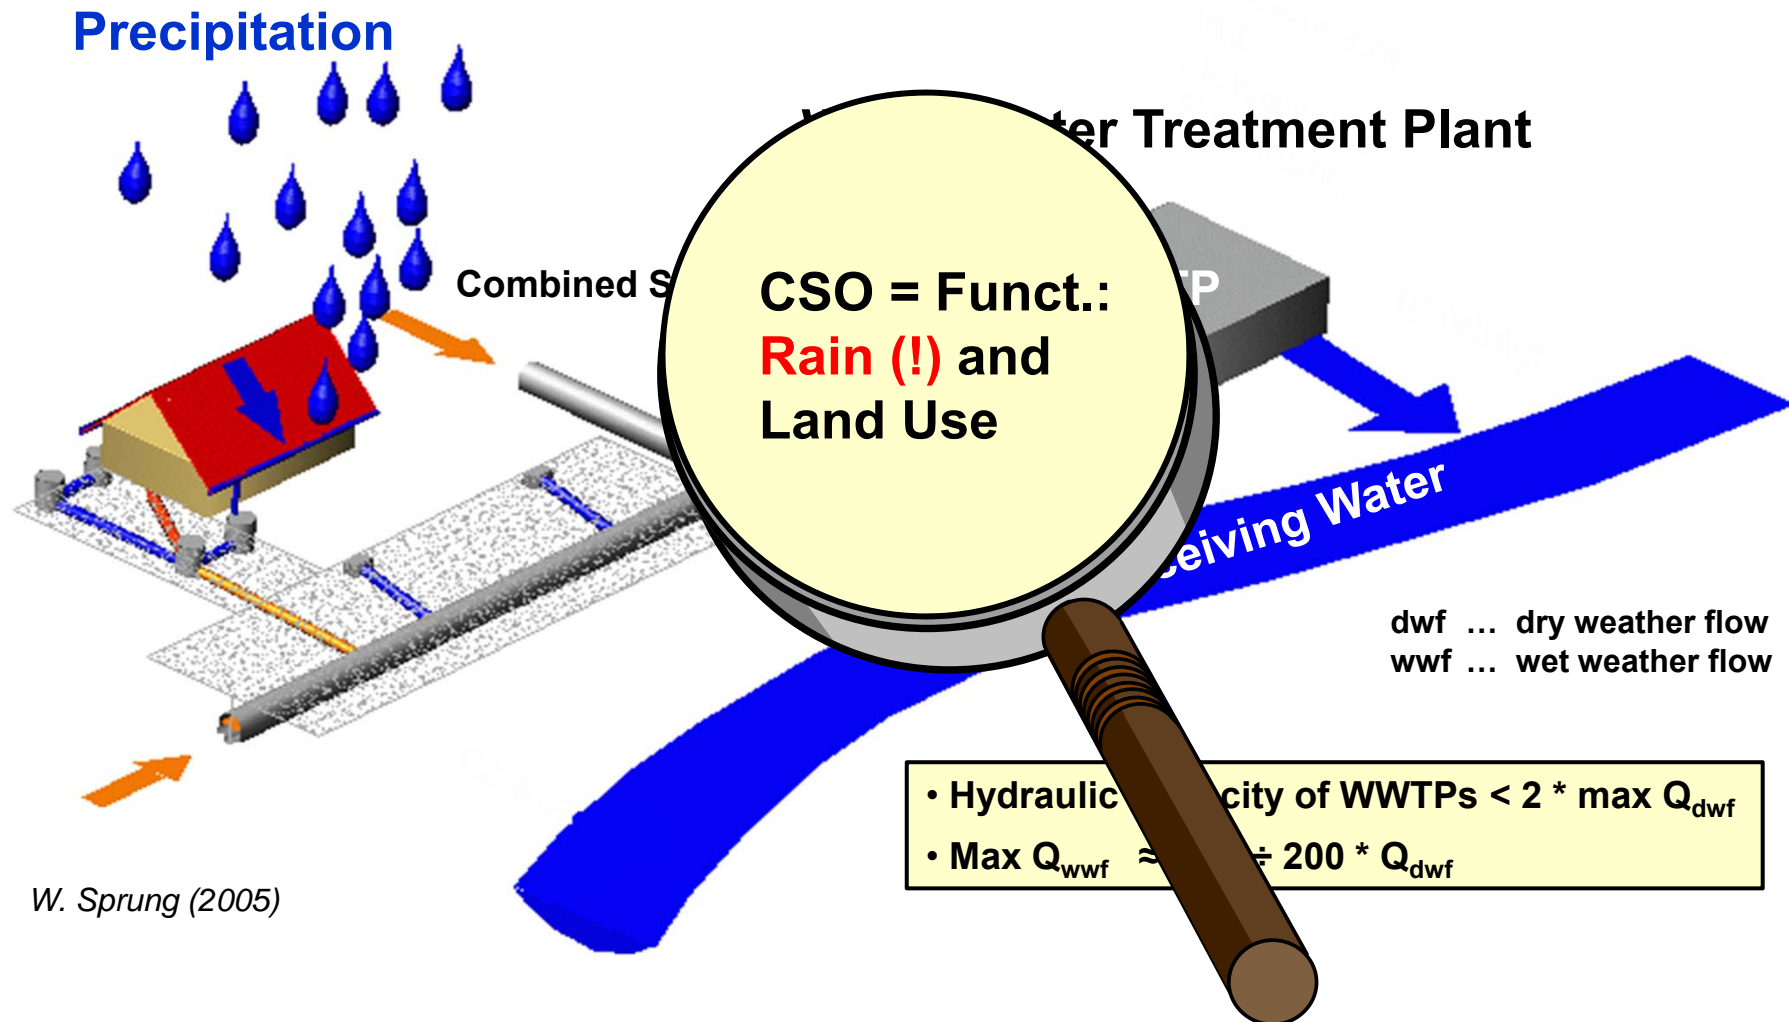 Precipitation
ter Treatment Plant
Combined S
TP
CSO = Funct.:
Rain (!) and
Land Use
ceiving Water
dwf … dry weather flow
wwf … wet weather flow
• Hydraulic city of WWTPs < 2 * max Qdwf
• Max Qwwf ≈ ÷ 200 * Qdwf
W. Sprung (2005)